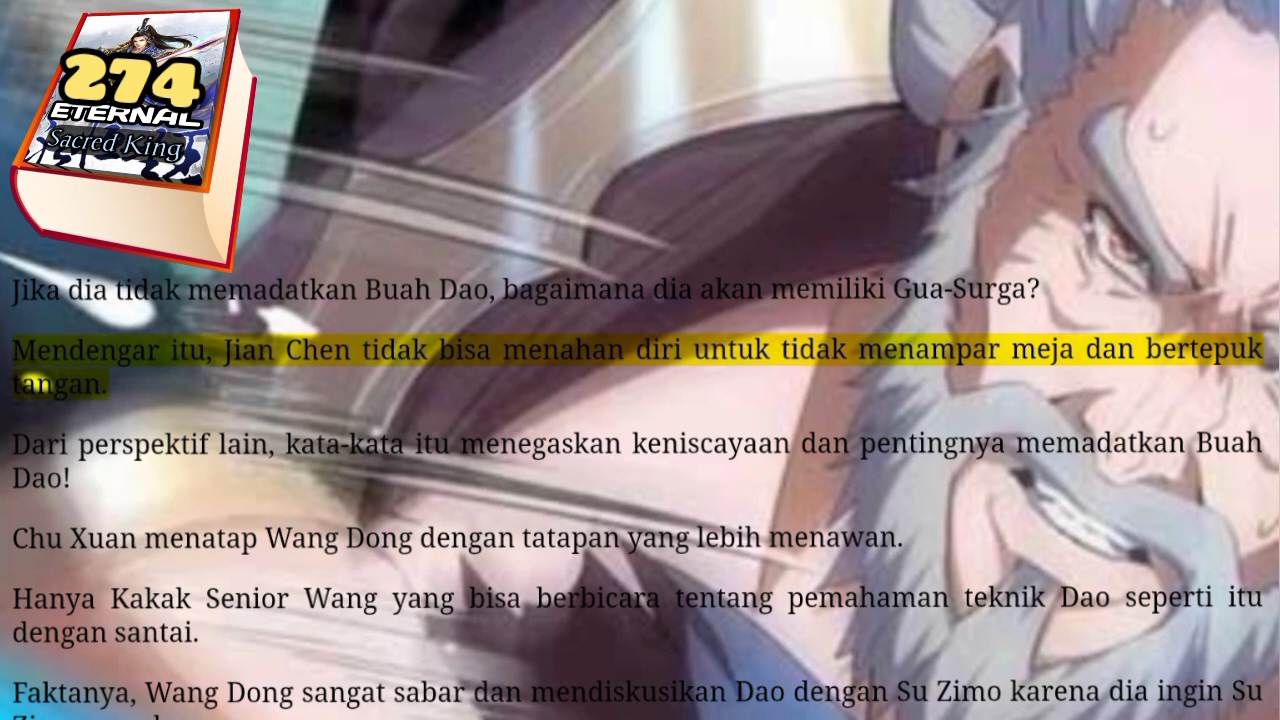 274
ETERNAL
Sacred King
Jika dia tidak memadatkan Buah Dao, bagaimana dia akan memiliki Gua-Surga?
Mendengar itu, Jian Chen tidak bisa menahan diri untuk tidak menampar meja dan bertepuk
tangan.
Dari perspektif lain, kata-kata itu menegaskan keniscayaan dan pentingnya memadatkan Buah
Dao!
Chu Xuan menatap Wang Dong dengan tatapan yang lebih menawan.
Hanya Kakak Senior Wang yang bisa berbicara tentang pemahaman teknik Dao seperti itu
dengan santai.
Faktanya, Wang Dong sangat sabar dan mendiskusikan Dao dengan Su Zimo karena dia ingin Su